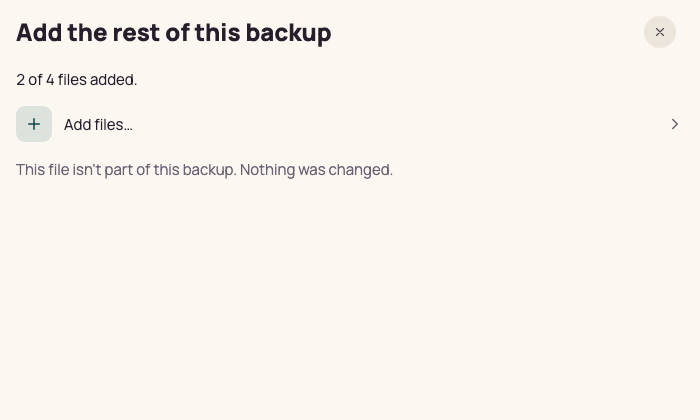 Add the rest of this backup
2 of 4 files added.
Add files…
This file isn't part of this backup. Nothing was changed.